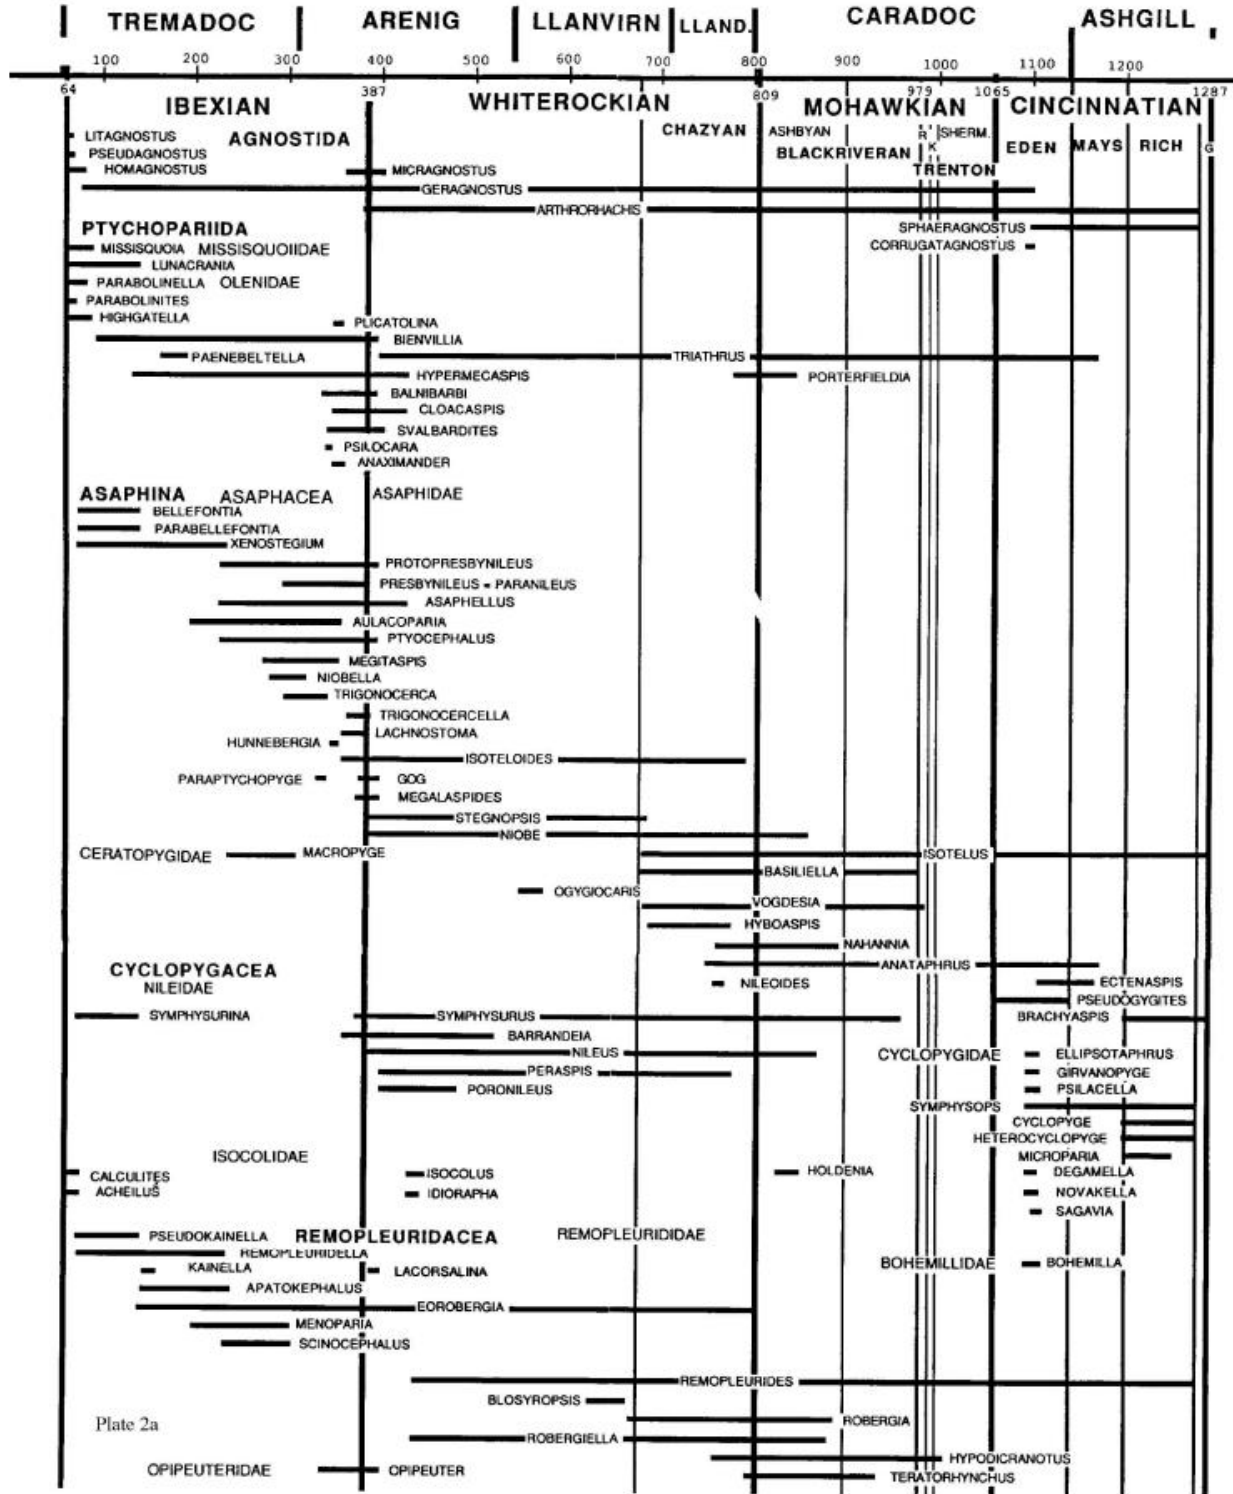 TREMADOC ARENIG LLANVIRN LLAND. CARADOC ASHGILL
100 200 300 400 500 600 700 800 900 1000 1100 1200
64 387 809 979 1065 1287
IBEXIAN WHITEROCKIAN MOHAWKIAN CINCINNATIAN
CHAZYAN ASHBYAN R SHERM.
LITAGNOSTUS AGNOSTIDA K EDEN MAYS RICH G
PSEUDAGNOSTUS BLACKRIVERAN
HOMAGNOSTUS MICRAGNOSTUS TRENTON
GERAGNOSTUS
ARTHRORHACHIS
PTYCHOPARIIDA SPHAERAGNOSTUS
MISSISQUOIA MISSISQUOIIDAE CORRUGATAGNOSTUS
LUNACRANIA
PARABOLINELLA OLENIDAE
PARABOLINITES
HIGHGATELLA PLICATOLINA
BIENVILLIA
PAENEBELTELLA TRIATHRUS
HYPERMECASPIS PORTERFIELDIA
BALNIBARBI
CLOACASPIS
SVALBARDITES
PSILOCARA
ANAXIMANDER
ASAPHINA ASAPHACEA ASAPHIDAE
BELLEFONTIA
PARABELLEFONTIA
XENOSTEGIUM
PROTOPRESBYNILEUS
PRESBYNILEUS = PARANILEUS
ASAPHELLUS
AULACOPARIA
PTYOCEPHALUS
MEGITASPIS
NIOBELLA
TRIGONOCERCA
TRIGONOCERCELLA
LACHNOSTOMA
HUNNEBERGIA
ISOTELOIDES
PARAPTYCHOPYGE GOG
MEGALASPIDES
STEGNOPSIS
NIOBE
CERATOPYGIDAE MACROPYGE ISOTELUS
BASILIELLA
OGYGIOCARIS
VOGDESIA
HYBOASPIS
NAHANNIA
CYCLOPYGACEA ANATAPHRUS
NILEIDAE NILEOIDES ECTENASPIS
PSEUDOGYGITES
SYMPHYSURINA SYMPHYSURUS BRACHYASPIS
BARRANDEIA
NILEUS CYCLOPYGIDAE ELLIPSOTAPHRUS
PERASPIS GIRVANOPYGE
PORONILEUS PSILACELLA
SYMPHYSOPS
CYCLOPYGE
HETEROCYCLOPYGE
ISOCOLIDAE MICROPARIA
CALCULITES ISOCOLUS HOLDENIA DEGAMELLA
ACHEILUS IDIORAPHA NOVAKELLA
SAGAVIA
PSEUDOKAINELLA REMOPLEURIDACEA REMOPLEURIDIDAE
REMOPLEURIDELLA
KAINELLA LACORSALINA BOHEMILLIDAE BOHEMILLA
APATOKEPHALUS
EOROBERGIA
MENOPARIA
SCINOCEPHALUS
REMOPLEURIDES
BLOSYROPSIS
Plate 2a ROBERGIA
ROBERGIELLA
HYPODICRANOTUS
OPIPEUTERIDAE OPIPEUTER TERATORHYNCHUS